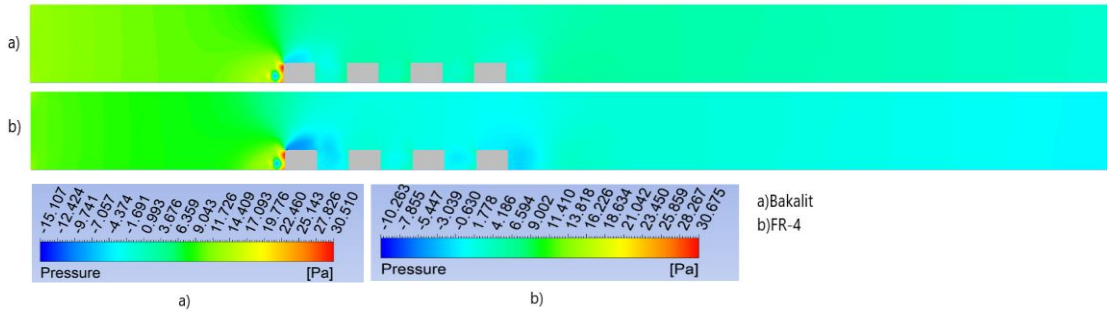 a)
b)
-15.107 -12.424 -9.741 -7.057 -4.374 -1.691 0.993 3.676 6.359 9.043 11.726 14.409 17.093 19.776 22.460 25.143 27.826 30.510
Pressure [Pa]
a)
-10.263 -7.855 -5.447 -3.039 -0.630 1.778 4.186 6.594 9.002 11.410 13.818 16.226 18.634 21.042 23.450 25.859 28.267 30.675
Pressure [Pa]
b)
a)Bakalit
b)FR-4